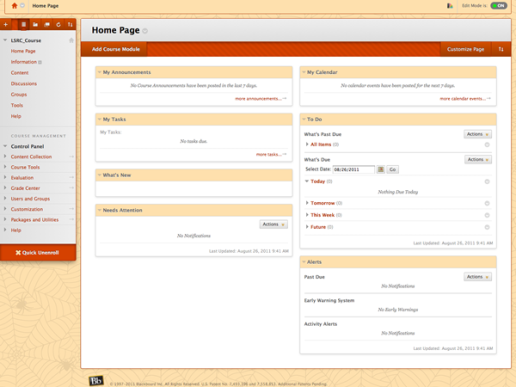 Home Page
Edit Mode is:
ON
LSRC_Course
Home Page
Information
Content
Discussions
Groups
Tools
Help
COURSE MANAGEMENT
Control Panel
Content Collection
Course Tools
Evaluation
Grade Center
Users and Groups
Customization
Packages and Utilities
Help
Quick Unenroll
Home Page
Add Course Module
Customize Page
My Announcements
No Course Announcements have been posted in the last 7 days.
more announcements...
My Tasks
My Tasks:
No tasks due.
more tasks...
What's New
Needs Attention
Actions
No Notifications
Last Updated: August 26, 2011 9:41 AM
My Calendar
No calendar events have been posted for the next 7 days.
more calendar events...
To Do
What's Past Due
Actions
All Items (0)
What's Due
Actions
Select Date: 08/26/2011 Go
Today (0)
Nothing Due Today
Tomorrow (0)
This Week (0)
Future (0)
Last Updated: August 26, 2011 9:41 AM
Alerts
Past Due
Actions
No Notifications
Early Warning System
No Early Warnings
Activity Alerts
No Notifications
Last Updated: August 26, 2011 9:41 AM
Bb